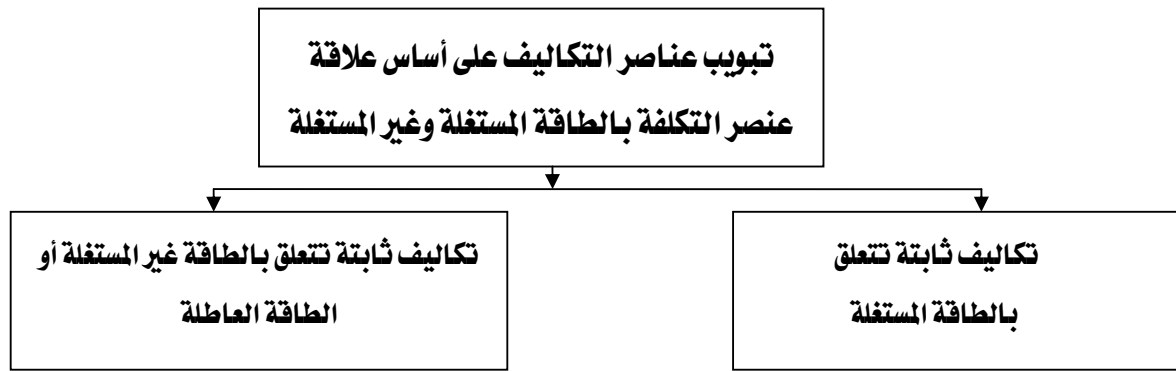 تبويب عناصر التكاليف على أساس علاقة
عنصر التكلفة بالطاقة المستغلة وغير المستغلة
تكاليف ثابتة تتعلق
بالطاقة المستغلة
تكاليف ثابتة تتعلق بالطاقة غير المستغلة أو
الطاقة العاطلة